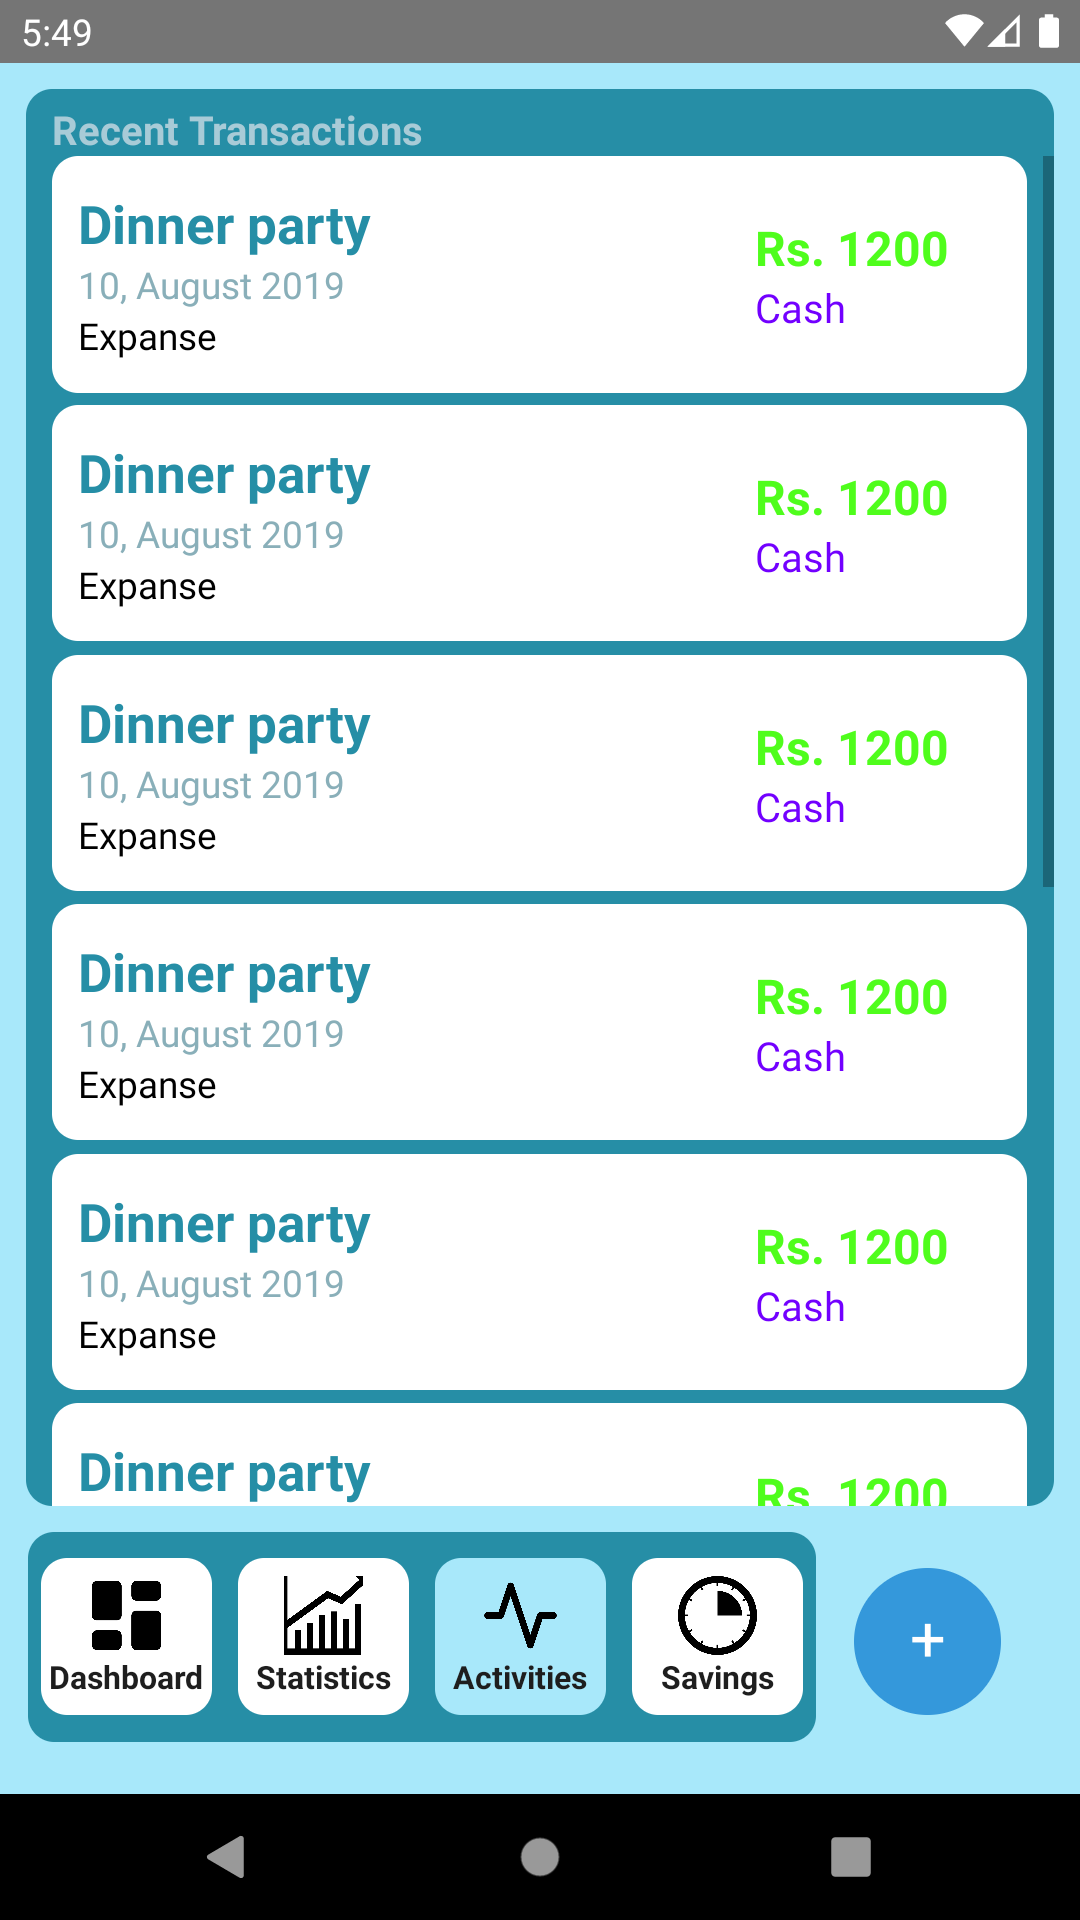 5:49
Recent Transactions
Dinner party
Rs. 1200
10, August 2019
Cash
Expanse
Dinner party
Rs. 1200
10, August 2019
Cash
Expanse
Dinner party
Rs. 1200
10, August 2019
Cash
Expanse
Dinner party
Rs. 1200
10, August 2019
Cash
Expanse
Dinner party
Rs. 1200
10, August 2019
Cash
Expanse
Dinner party
Rs. 1200
Dashboard
Statistics
Activities
Savings
+